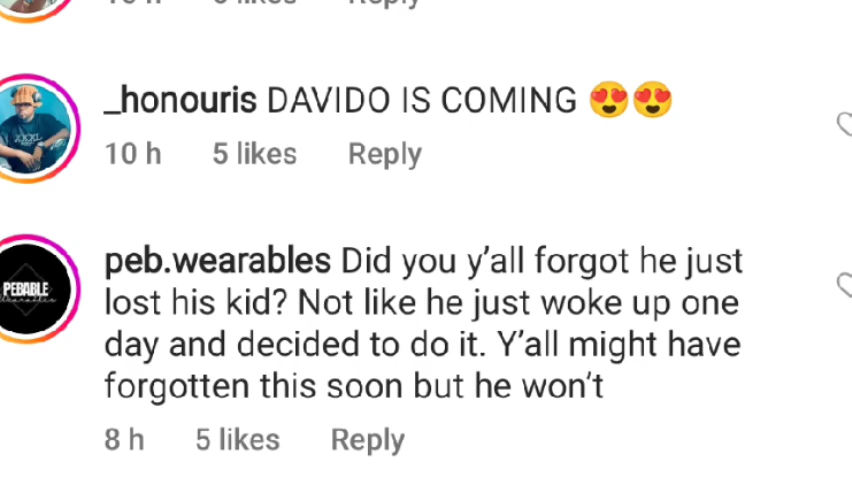 _honouris DAVIDO IS COMING 😍😍
10 h 5 likes Reply
PEBABLE
peb.wearables Did you y’all forgot he just
lost his kid? Not like he just woke up one
day and decided to do it. Y’all might have
forgotten this soon but he won’t
8 h 5 likes Reply